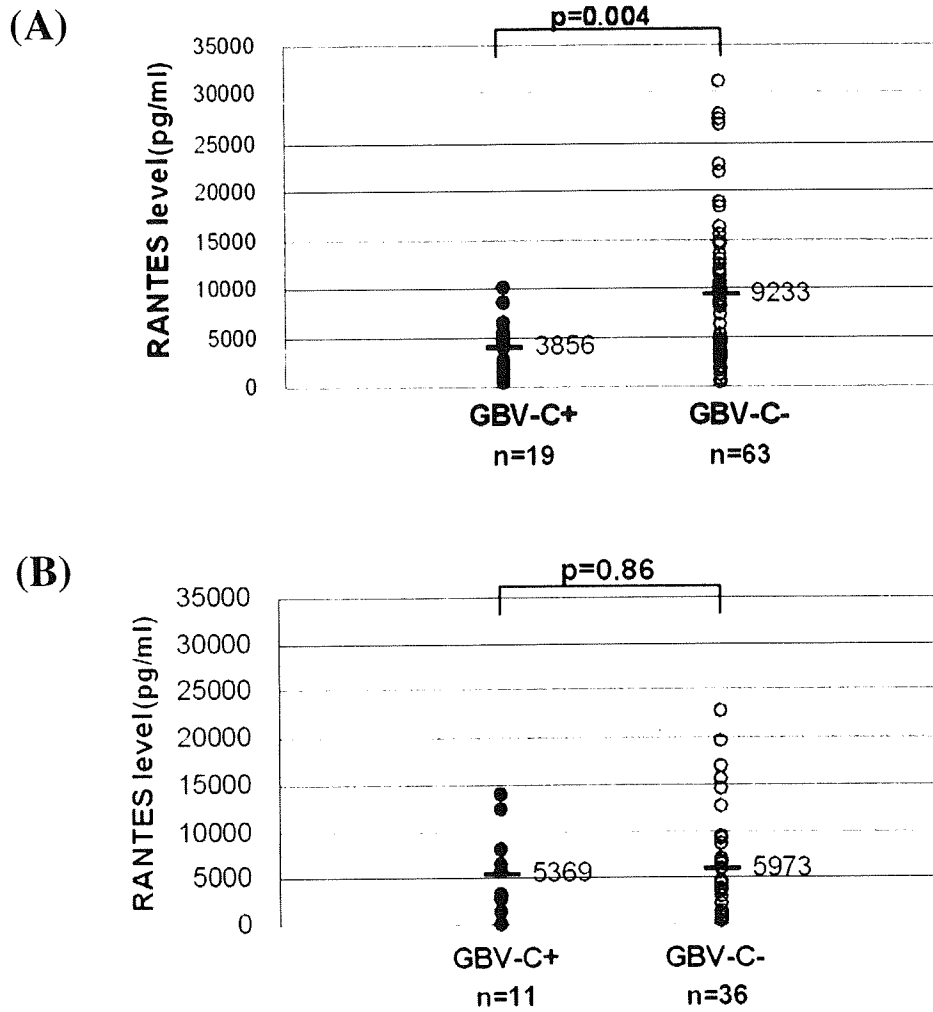 (A)
p=0.004
35000
30000
25000
20000
15000
10000
5000
0
RANTES level(pg/ml)
3856
9233
GBV-C+
GBV-C-
n=19
n=63
(B)
p=0.86
35000
30000
25000
20000
15000
10000
5000
0
RANTES level(pg/ml)
5369
5973
GBV-C+
GBV-C-
n=11
n=36